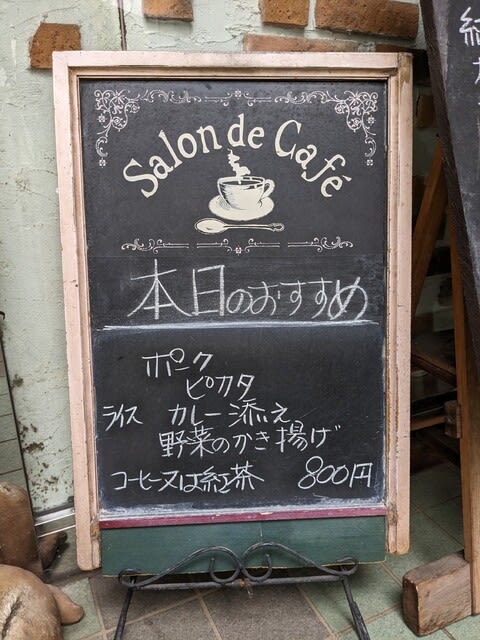 Salon de Café
本日のおすすめ
ポーク
ピカタ
ライス カレー添え
野菜のかき揚げ
コーヒー又は紅茶 800円